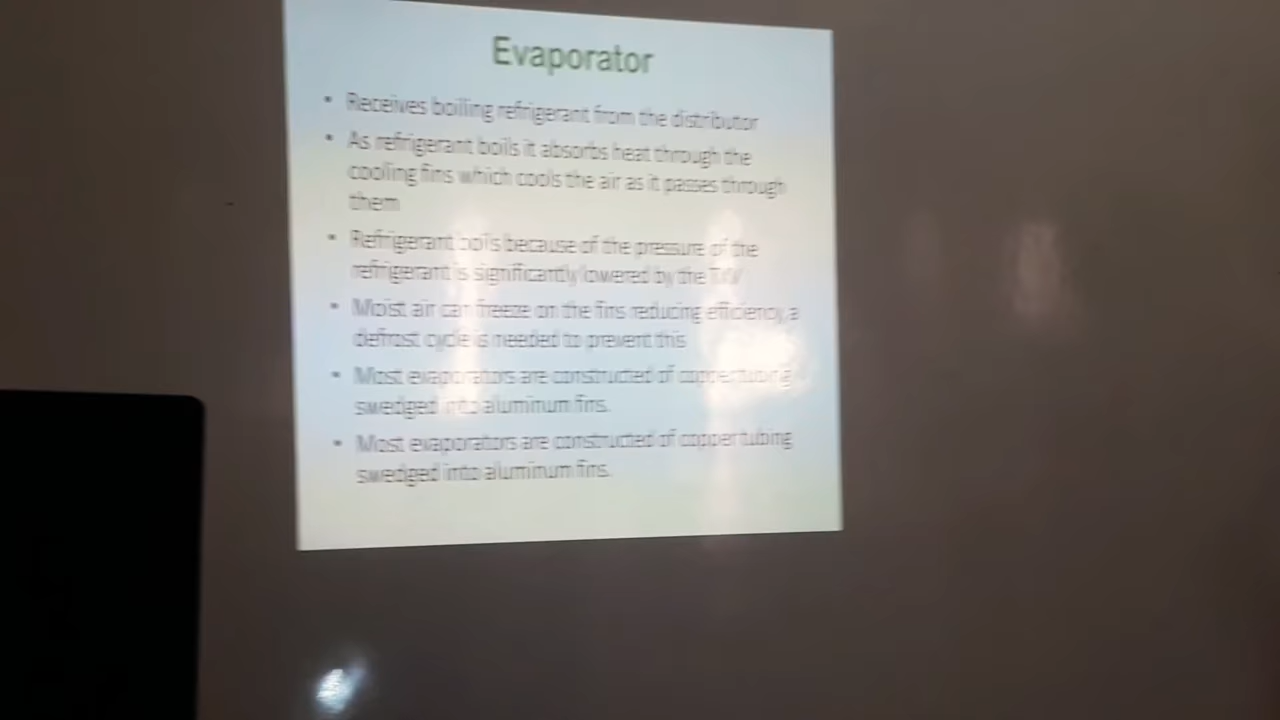 Evaporator
• Receives boiling refrigerant from the distributor
• As refrigerant boils it absorbs heat through the
cooling fins which cools the air as it passes through
them
• Refrigerant boils because of the pressure of the
refrigerant is significantly lowered by the TXV
• Moist air can freeze on the fins reducing efficiency, a
defrost cycle is needed to prevent this
• Most evaporators are constructed of copper tubing
swedged into aluminum fins.
• Most evaporators are constructed of copper tubing
swedged into aluminum fins.